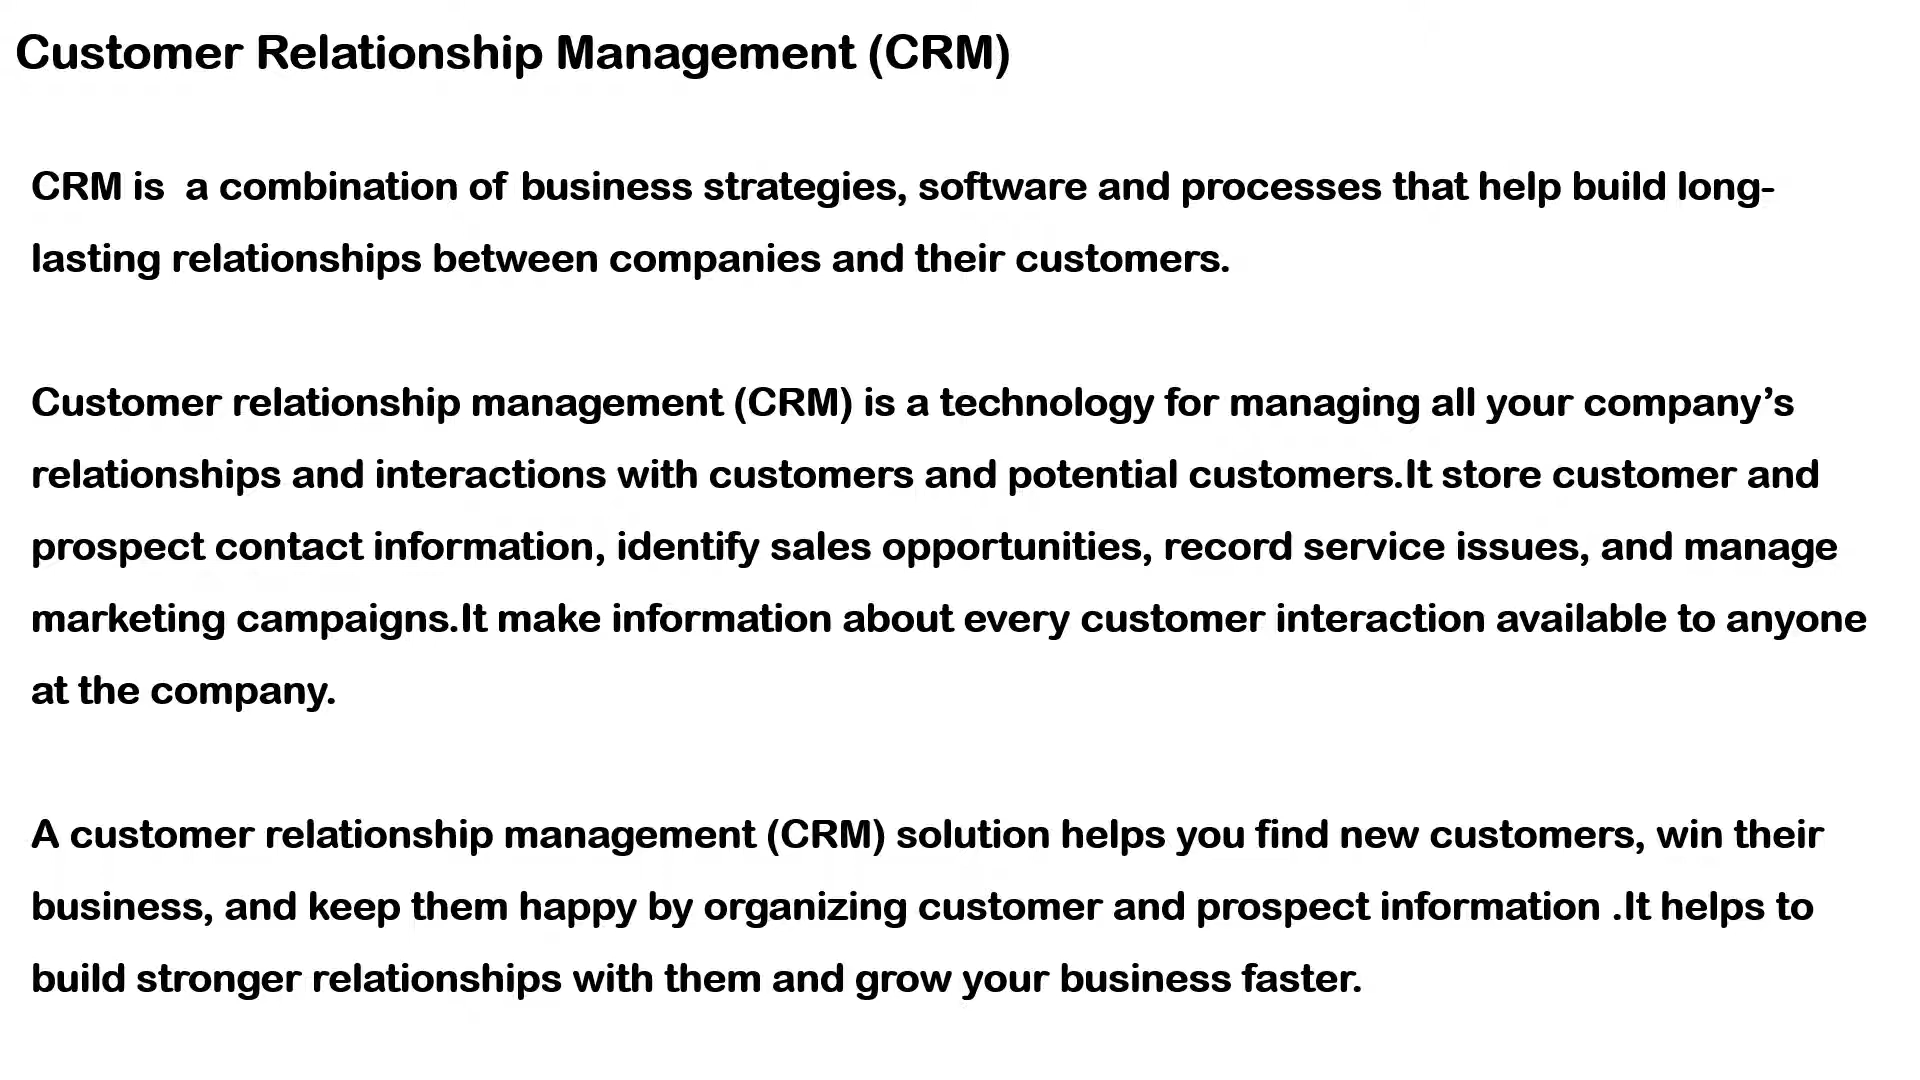 Customer Relationship Management (CRM)
CRM is  a combination of business strategies, software and processes that help build long-
lasting relationships between companies and their customers.
Customer relationship management (CRM) is a technology for managing all your company’s
relationships and interactions with customers and potential customers.It store customer and
prospect contact information, identify sales opportunities, record service issues, and manage
marketing campaigns.It make information about every customer interaction available to anyone
at the company.
A customer relationship management (CRM) solution helps you find new customers, win their
business, and keep them happy by organizing customer and prospect information .It helps to
build stronger relationships with them and grow your business faster.